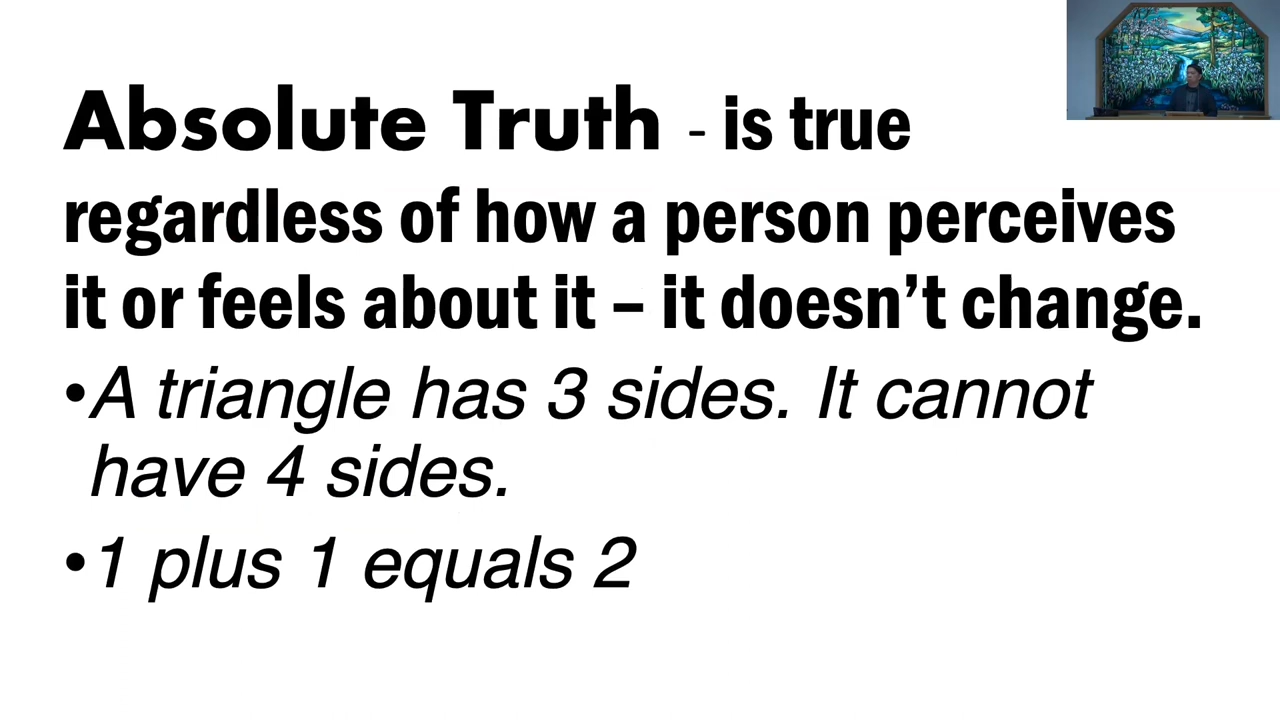 Absolute Truth - is true
regardless of how a person perceives
it or feels about it – it doesn’t change.
•A triangle has 3 sides. It cannot
have 4 sides.
•1 plus 1 equals 2